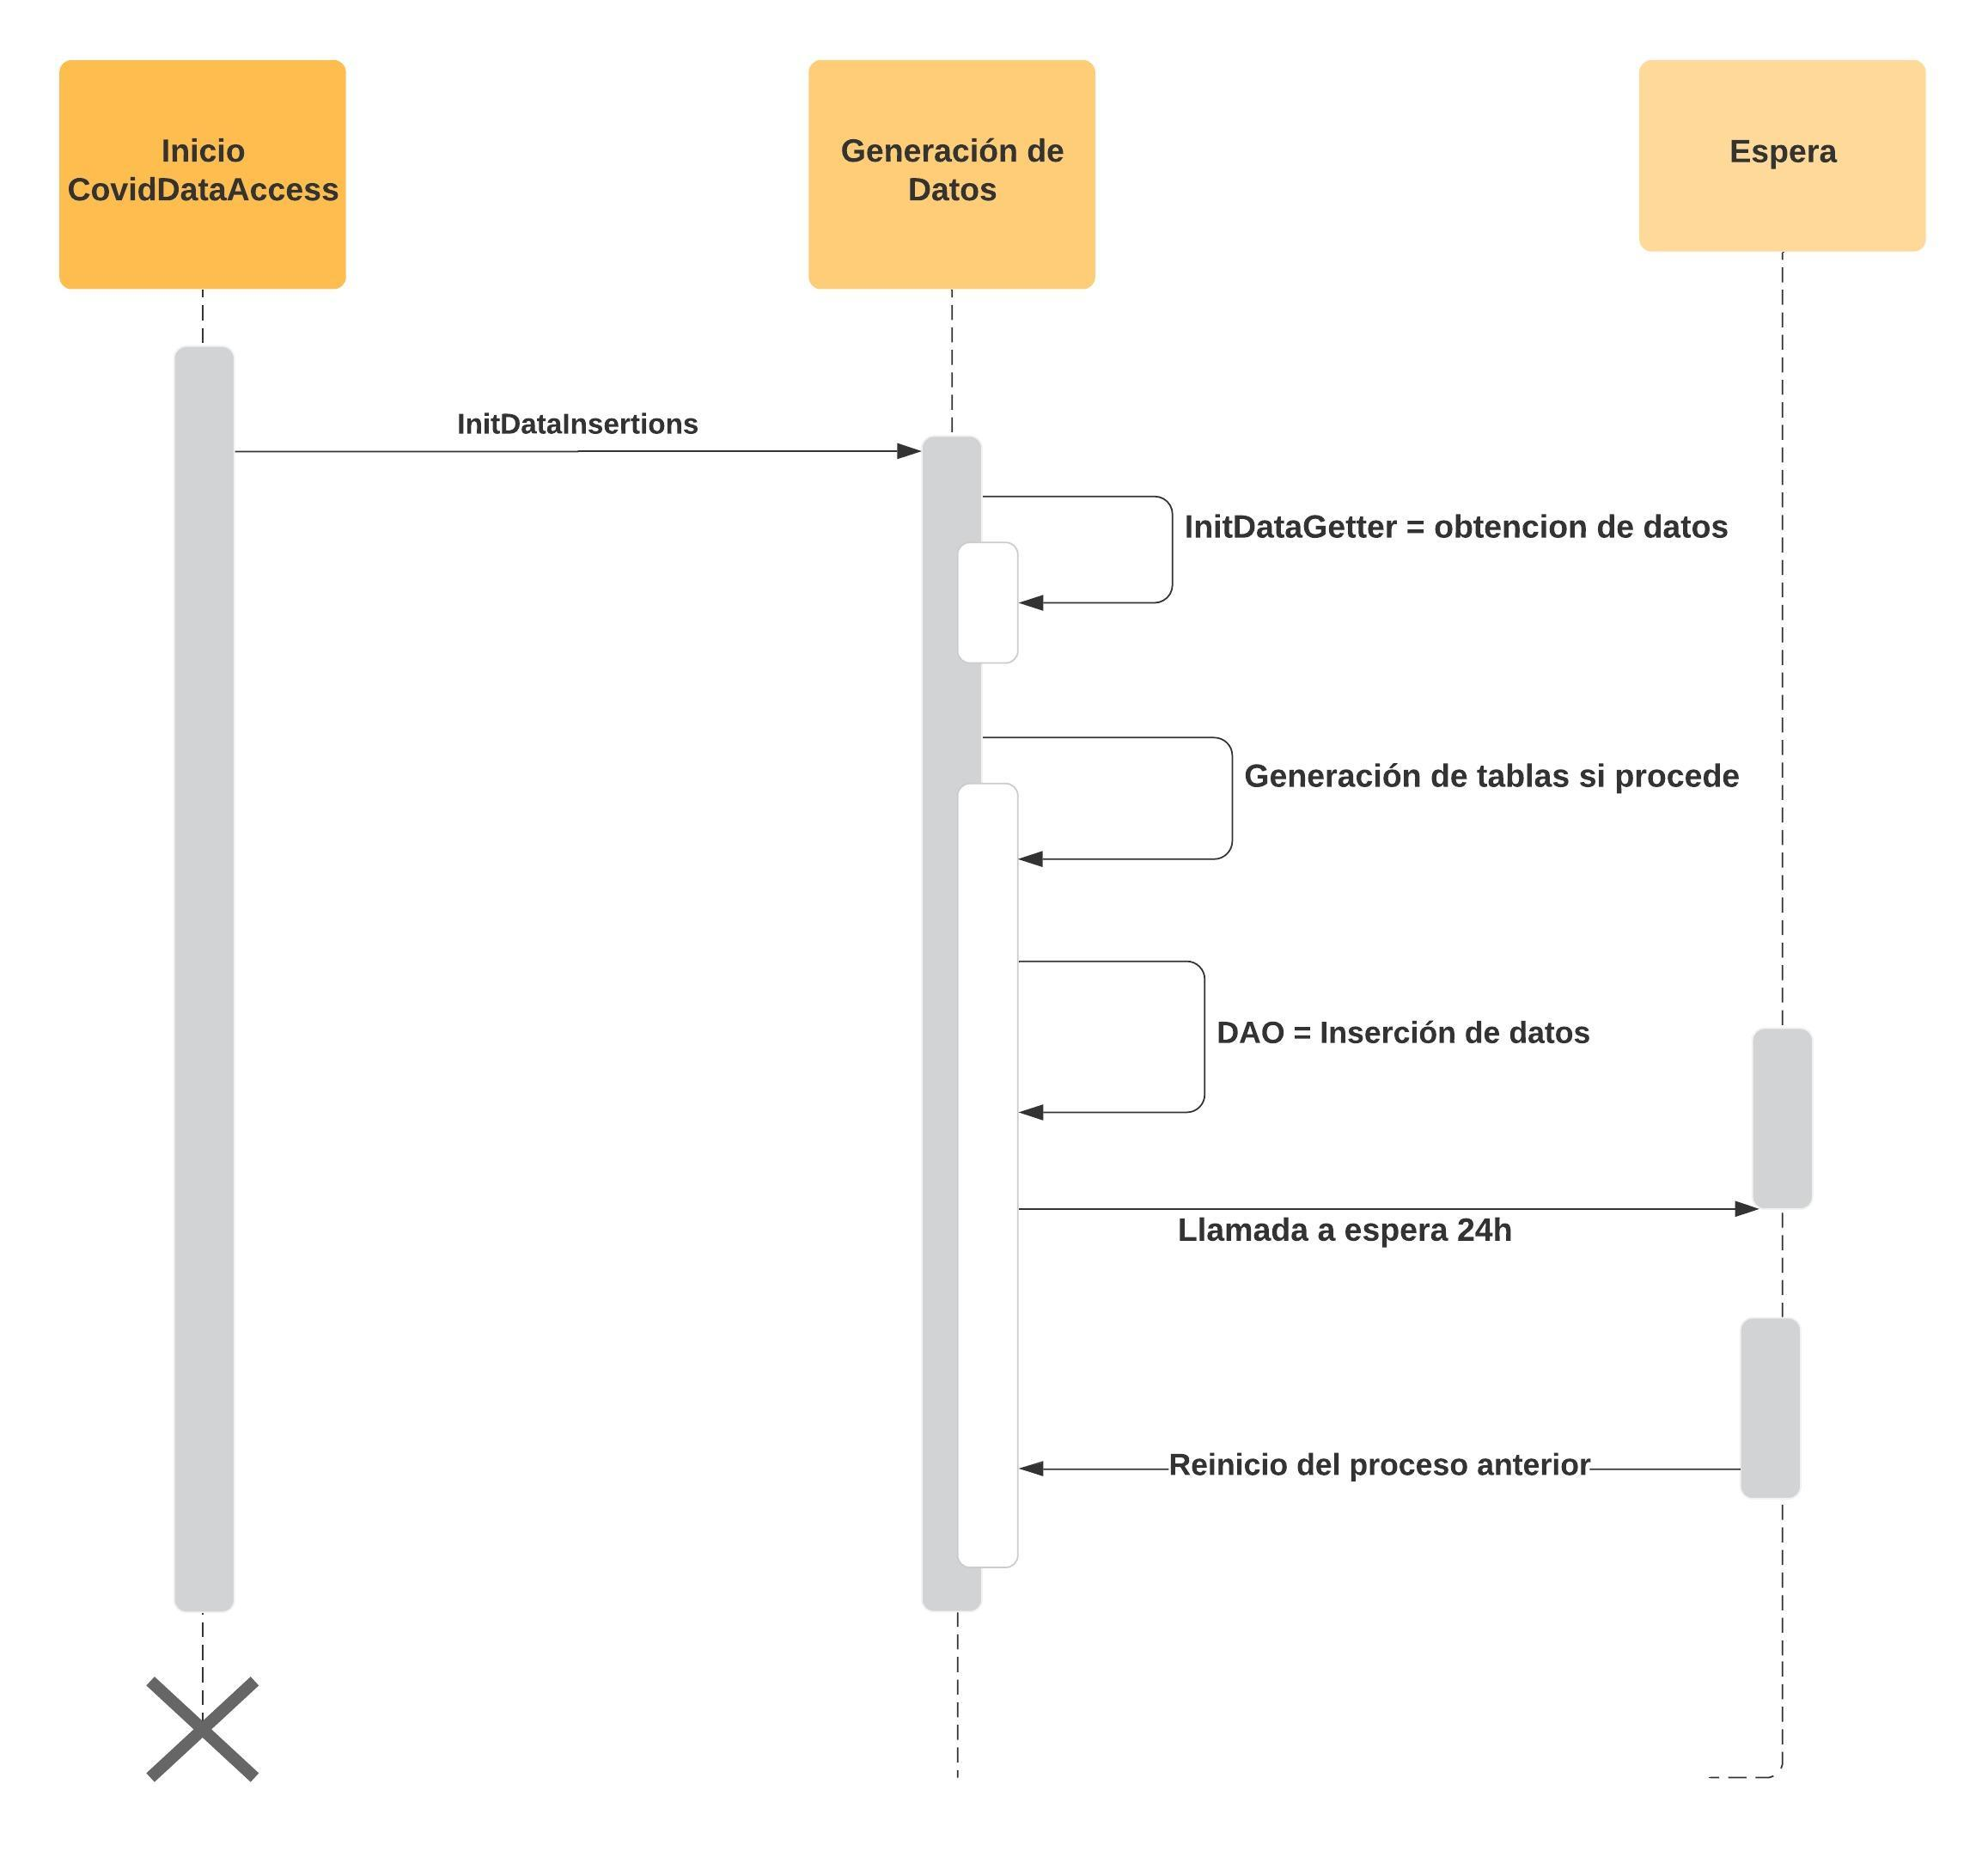 Inicio
CovidDataAccess
Generación de
Datos
Espera
InitDataInsertions
InitDataGetter = obtencion de datos
Generación de tablas si procede
DAO = Inserción de datos
Llamada a espera 24h
Reinicio del proceso anterior